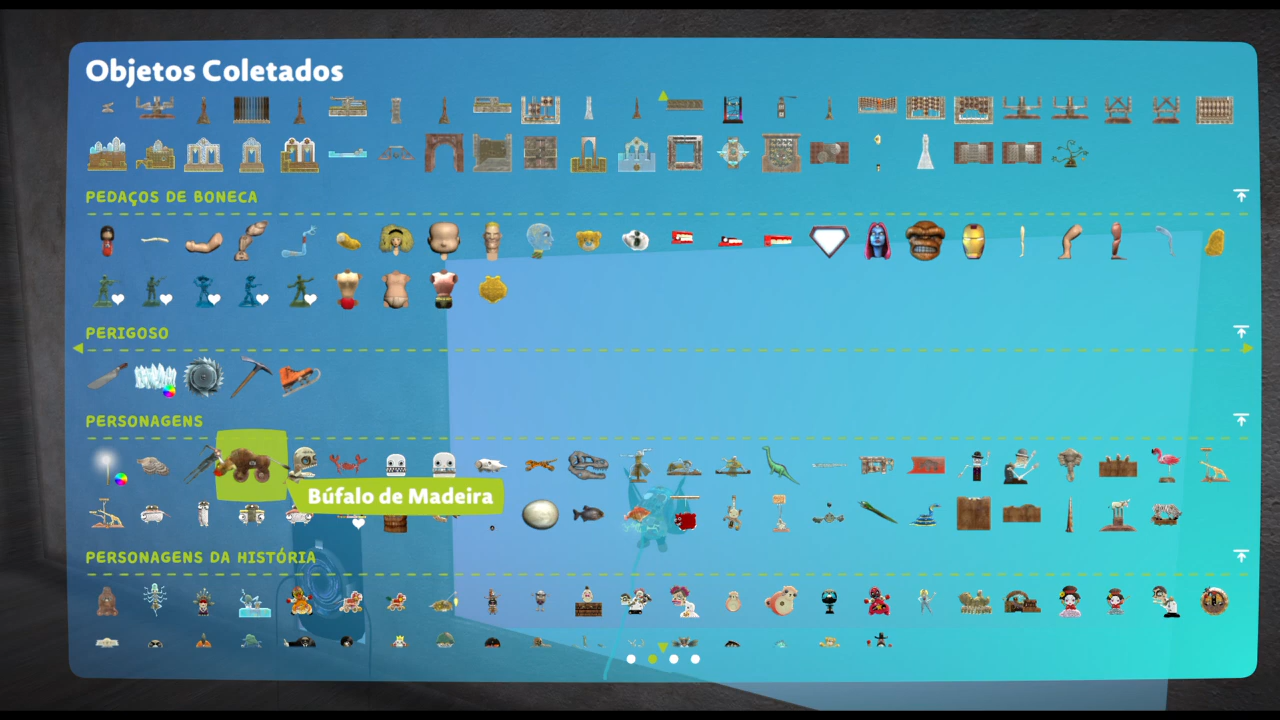 Objetos Coletados
PEDAÇOS DE BONECA
PERIGOSO
PERSONAGENS
Búfalo de Madeira
PERSONAGENS DA HISTÓRIA